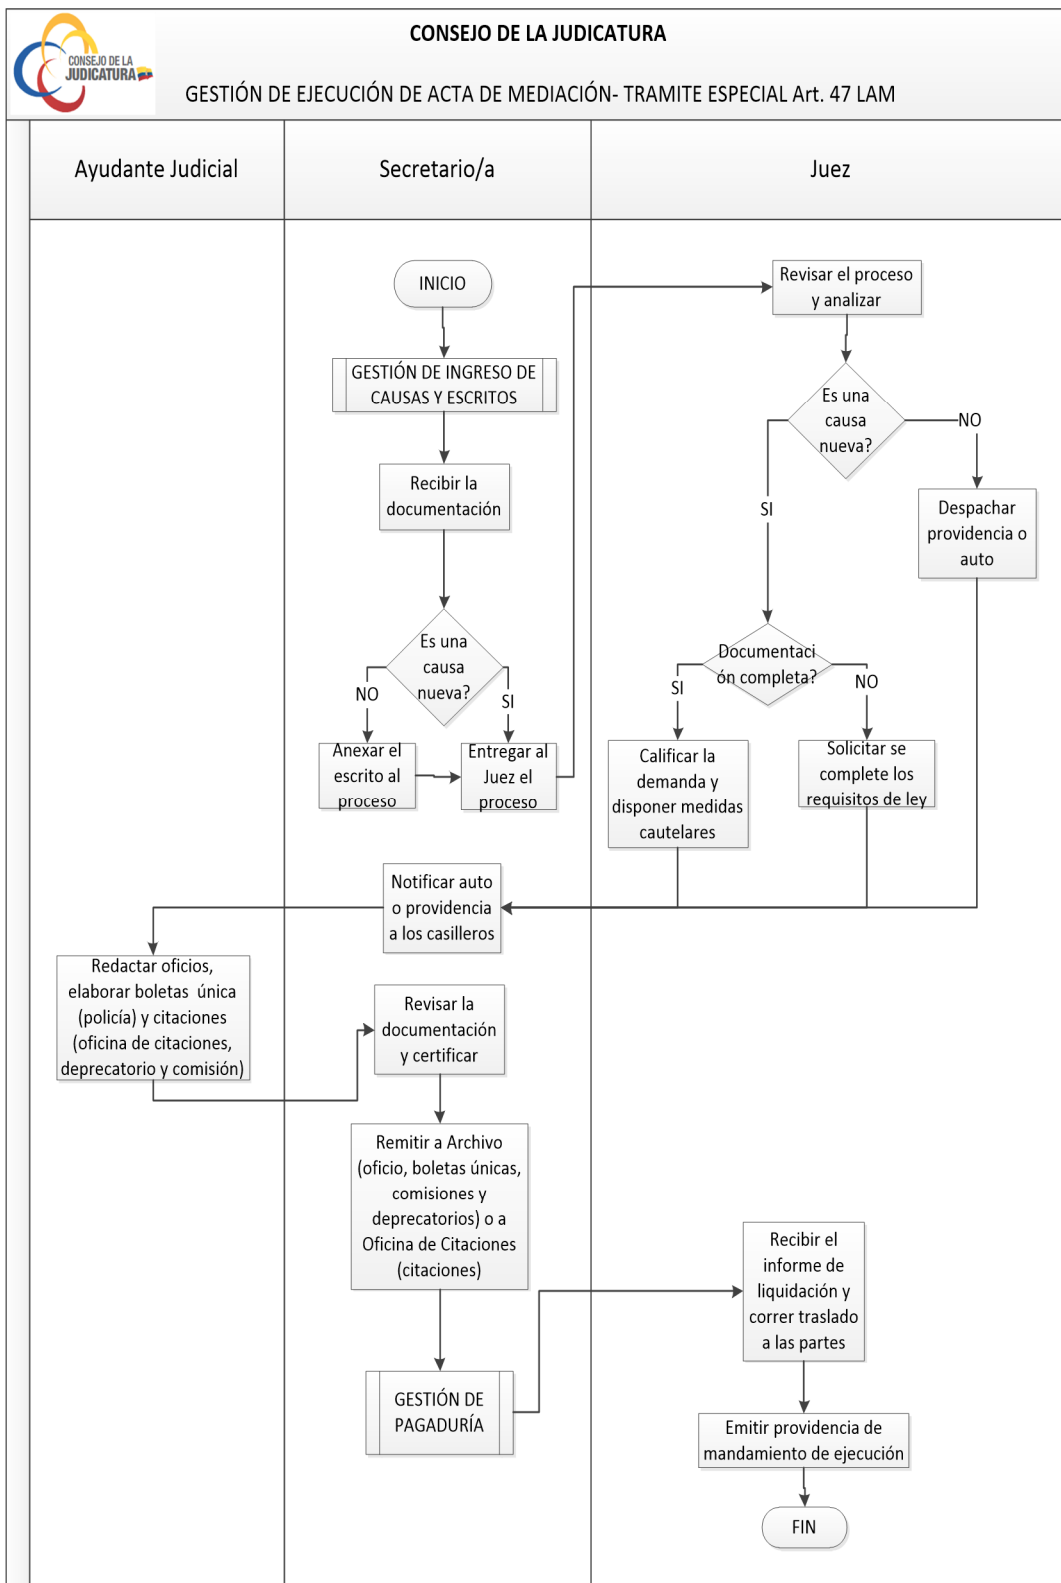 CONSEJO DE LA JUDICATURA
CONSEJO DE LA
JUDICATURA
GESTIÓN DE EJECUCIÓN DE ACTA DE MEDIACIÓN- TRAMITE ESPECIAL Art. 47 LAM
Ayudante Judicial
Secretario/a
Juez
INICIO
GESTIÓN DE INGRESO DE
CAUSAS Y ESCRITOS
Recibir la
documentación
Es una
causa
nueva?
NO
SI
Anexar el
escrito al
proceso
Entregar al
Juez el
proceso
Revisar el proceso
y analizar
Es una
causa
nueva?
NO
SI
Despachar
providencia o
auto
Documentaci
ón completa?
SI
NO
Calificar la
demanda y
disponer medidas
cautelares
Solicitar se
complete los
requisitos de ley
Notificar auto
o providencia
a los casilleros
Redactar oficios,
elaborar boletas única
(policía) y citaciones
(oficina de citaciones,
deprecatorio y comisión)
Revisar la
documentación
y certificar
Remitir a Archivo
(oficio, boletas únicas,
comisiones y
deprecatorios) o a
Oficina de Citaciones
(citaciones)
GESTIÓN DE
PAGADURÍA
Recibir el
informe de
liquidación y
correr traslado
a las partes
Emitir providencia de
mandamiento de ejecución
FIN